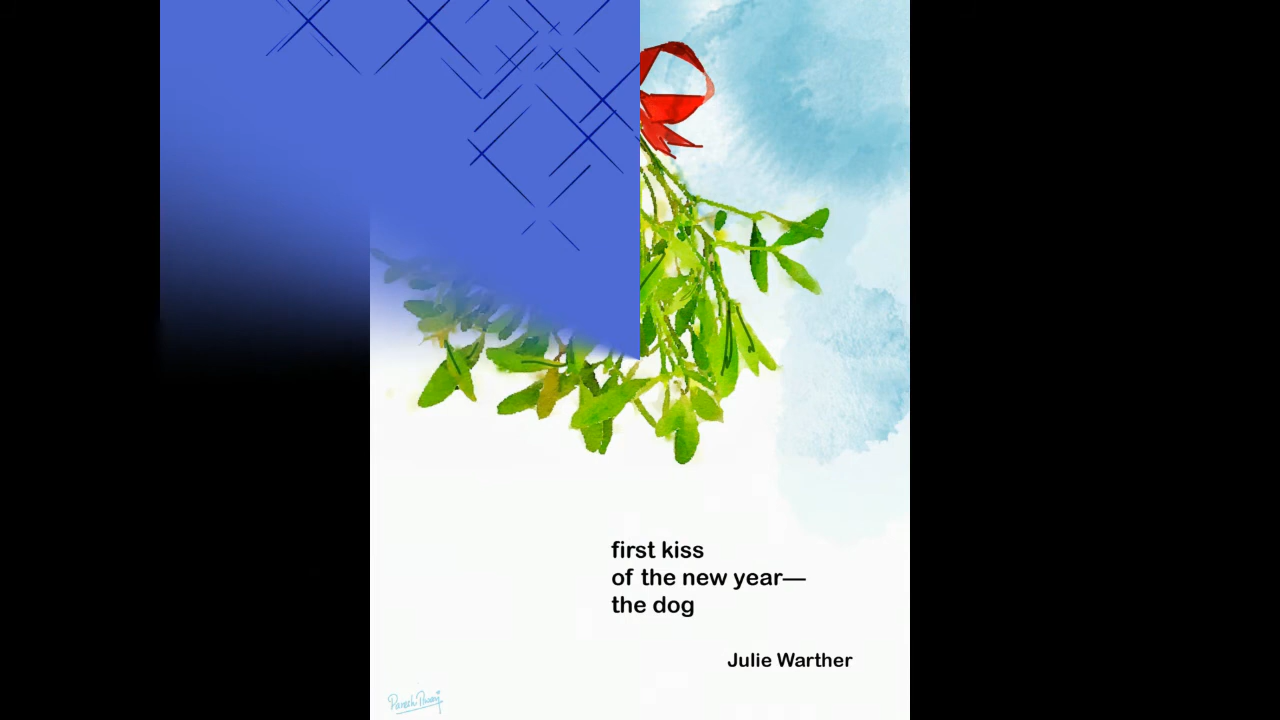 first kiss
of the new year—
the dog
Julie Warther